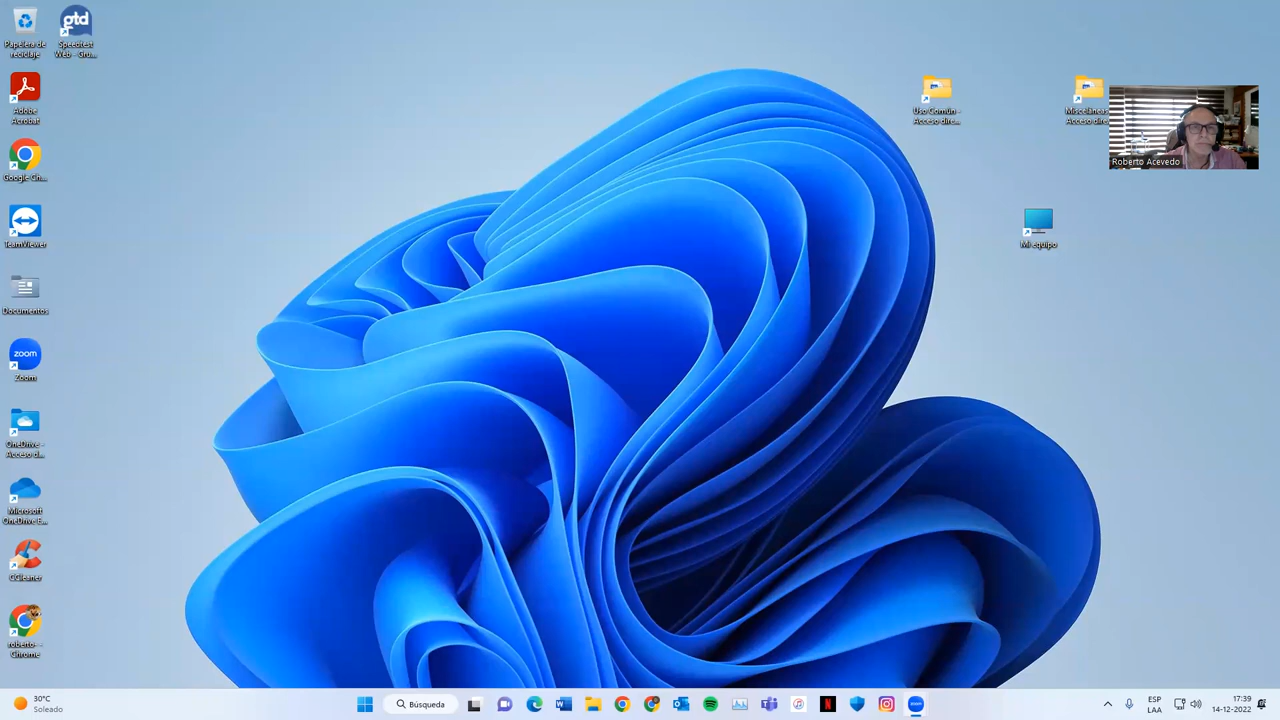 Papelera de
reciclaje
gtd
Speedtest
Web - Gru...
Adobe
Acrobat
Google Ch...
TeamViewer
Documentos
zoom
Zoom
OneDrive -
Acceso d...
Microsoft
OneDrive E...
CCleaner
roberto- -
Chrome
Uso Común -
Acceso dire...
Misceláneas
Acceso dire
Roberto Acevedo
Mi equipo
30°C
Soleado
Búsqueda
zoom
ESP
LAA
17:39
14-12-2022